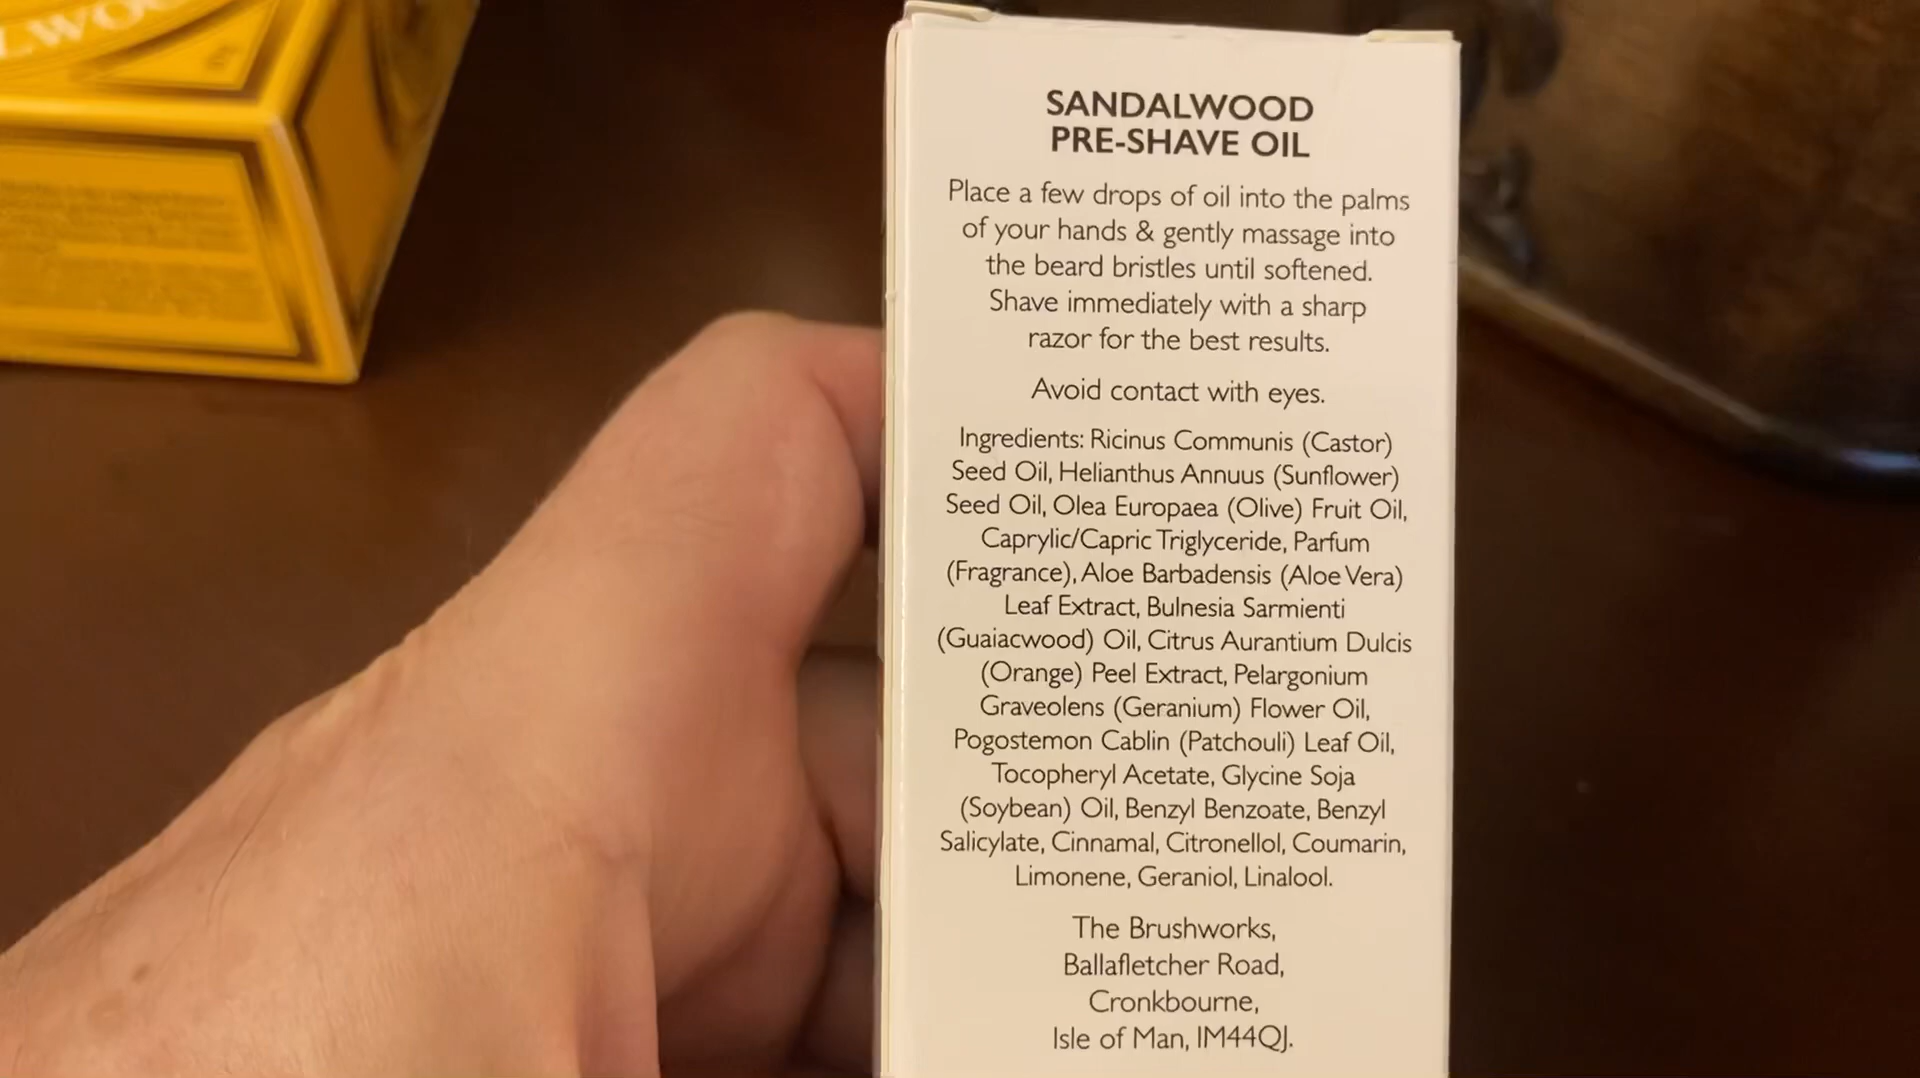 LWOO
SANDALWOOD
PRE-SHAVE OIL
Place a few drops of oil into the palms
of your hands & gently massage into
the beard bristles until softened.
Shave immediately with a sharp
razor for the best results.
Avoid contact with eyes.
Ingredients: Ricinus Communis (Castor)
Seed Oil, Helianthus Annuus (Sunflower)
Seed Oil, Olea Europaea (Olive) Fruit Oil,
Caprylic/Capric Triglyceride, Parfum
(Fragrance), Aloe Barbadensis (Aloe Vera)
Leaf Extract, Bulnesia Sarmienti
(Guaiacwood) Oil, Citrus Aurantium Dulcis
(Orange) Peel Extract, Pelargonium
Graveolens (Geranium) Flower Oil,
Pogostemon Cablin (Patchouli) Leaf Oil,
Tocopheryl Acetate, Glycine Soja
(Soybean) Oil, Benzyl Benzoate, Benzyl
Salicylate, Cinnamal, Citronellol, Coumarin,
Limonene, Geraniol, Linalool.
The Brushworks,
Ballafletcher Road,
Cronkbourne,
Isle of Man, IM44QJ.